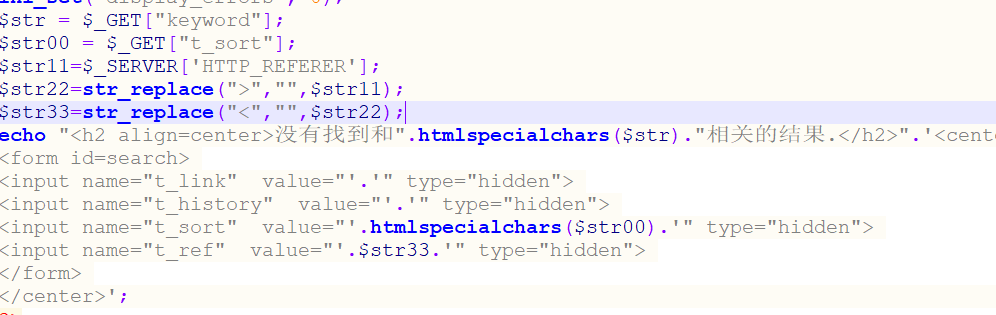 ini_set("display_errors", 0);
$str = $_GET["keyword"];
$str00 = $_GET["t_sort"];
$str11=$_SERVER['HTTP_REFERER'];
$str22=str_replace(">","",$str11);
$str33=str_replace("<","",$str22);
echo "<h2 align=center>没有找到和".htmlspecialchars($str)."相关的结果.</h2>".'<cente
<form id=search>
<input name="t_link"  value="'.'" type="hidden">
<input name="t_history"  value="'.'" type="hidden">
<input name="t_sort"  value="'.htmlspecialchars($str00).'" type="hidden">
<input name="t_ref"  value="'.$str33.'" type="hidden">
</form>
</center>';